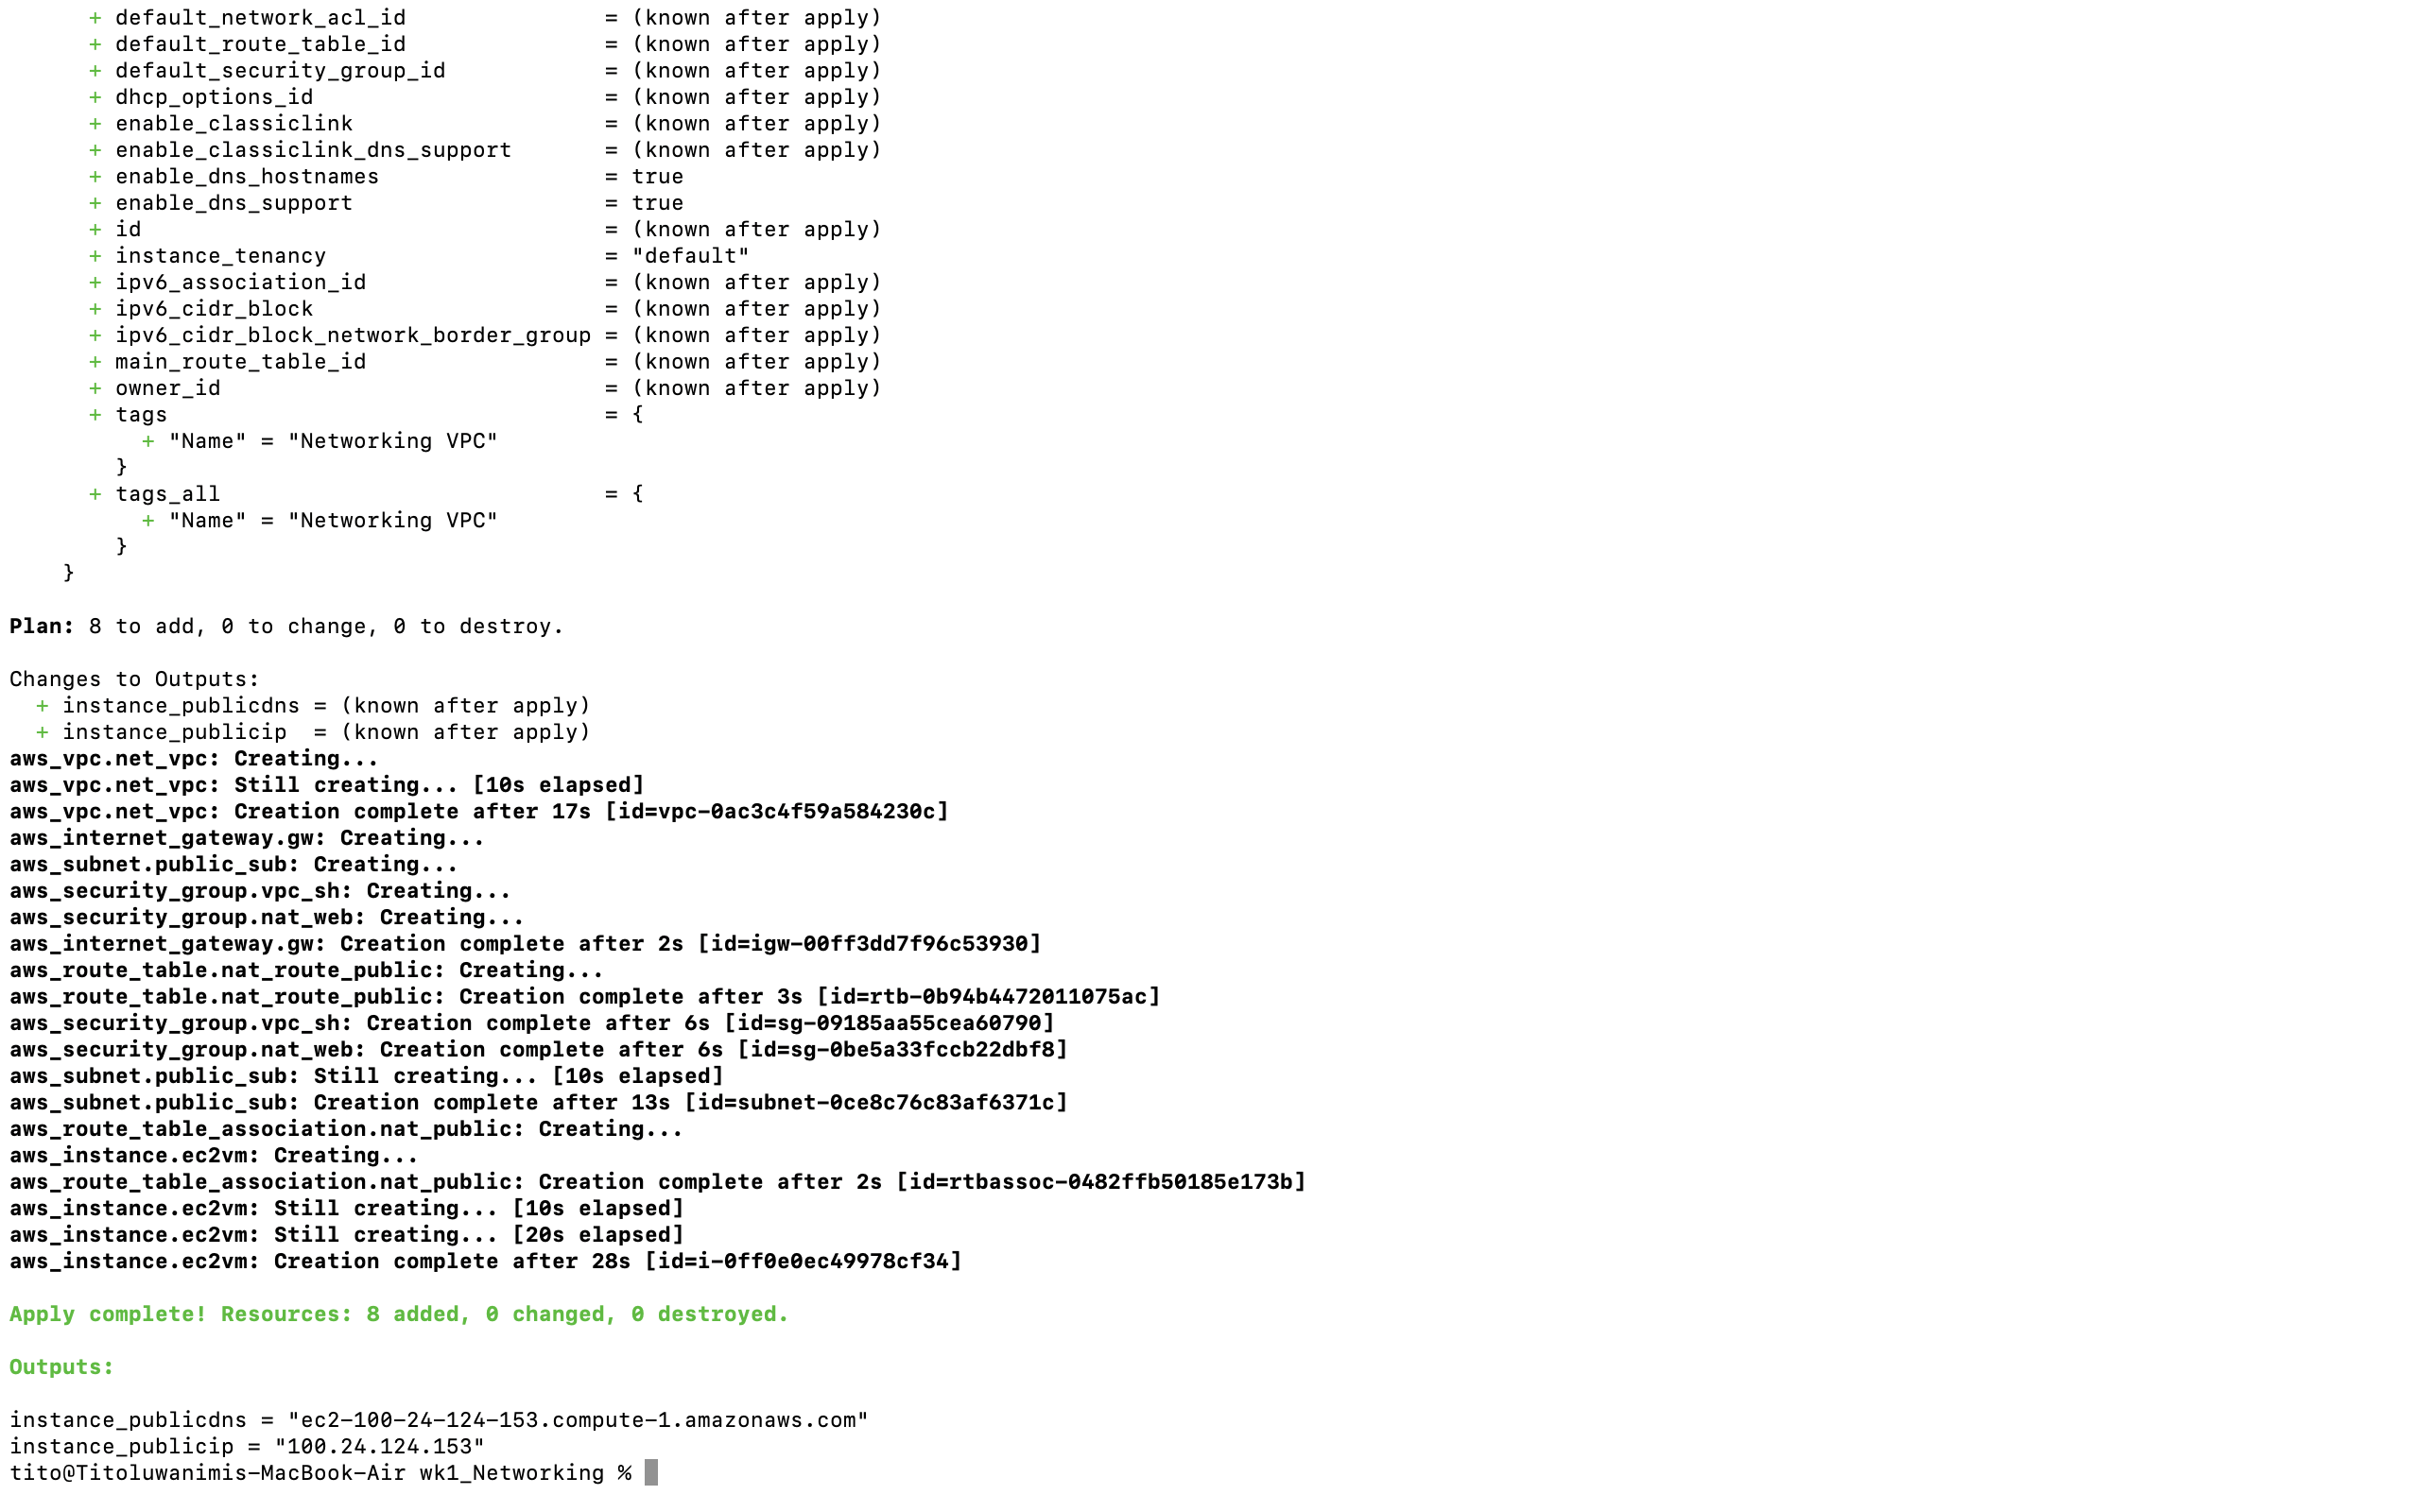 + default_network_acl_id               = (known after apply)
+ default_route_table_id               = (known after apply)
+ default_security_group_id            = (known after apply)
+ dhcp_options_id                      = (known after apply)
+ enable_classiclink                   = (known after apply)
+ enable_classiclink_dns_support       = (known after apply)
+ enable_dns_hostnames                 = true
+ enable_dns_support                   = true
+ id                                   = (known after apply)
+ instance_tenancy                     = "default"
+ ipv6_association_id                  = (known after apply)
+ ipv6_cidr_block                      = (known after apply)
+ ipv6_cidr_block_network_border_group = (known after apply)
+ main_route_table_id                  = (known after apply)
+ owner_id                             = (known after apply)
+ tags                                 = {
+ "Name" = "Networking VPC"
}
+ tags_all                             = {
+ "Name" = "Networking VPC"
}
}
Plan: 8 to add, 0 to change, 0 to destroy.
Changes to Outputs:
+ instance_publicdns = (known after apply)
+ instance_publicip  = (known after apply)
aws_vpc.net_vpc: Creating...
aws_vpc.net_vpc: Still creating... [10s elapsed]
aws_vpc.net_vpc: Creation complete after 17s [id=vpc-0ac3c4f59a584230c]
aws_internet_gateway.gw: Creating...
aws_subnet.public_sub: Creating...
aws_security_group.vpc_sh: Creating...
aws_security_group.nat_web: Creating...
aws_internet_gateway.gw: Creation complete after 2s [id=igw-00ff3dd7f96c53930]
aws_route_table.nat_route_public: Creating...
aws_route_table.nat_route_public: Creation complete after 3s [id=rtb-0b94b4472011075ac]
aws_security_group.vpc_sh: Creation complete after 6s [id=sg-09185aa55cea60790]
aws_security_group.nat_web: Creation complete after 6s [id=sg-0be5a33fccb22dbf8]
aws_subnet.public_sub: Still creating... [10s elapsed]
aws_subnet.public_sub: Creation complete after 13s [id=subnet-0ce8c76c83af6371c]
aws_route_table_association.nat_public: Creating...
aws_instance.ec2vm: Creating...
aws_route_table_association.nat_public: Creation complete after 2s [id=rtbassoc-0482ffb50185e173b]
aws_instance.ec2vm: Still creating... [10s elapsed]
aws_instance.ec2vm: Still creating... [20s elapsed]
aws_instance.ec2vm: Creation complete after 28s [id=i-0ff0e0ec49978cf34]
Apply complete! Resources: 8 added, 0 changed, 0 destroyed.
Outputs:
instance_publicdns = "ec2-100-24-124-153.compute-1.amazonaws.com"
instance_publicip = "100.24.124.153"
tito@Titoluwanimis-MacBook-Air wk1_Networking %